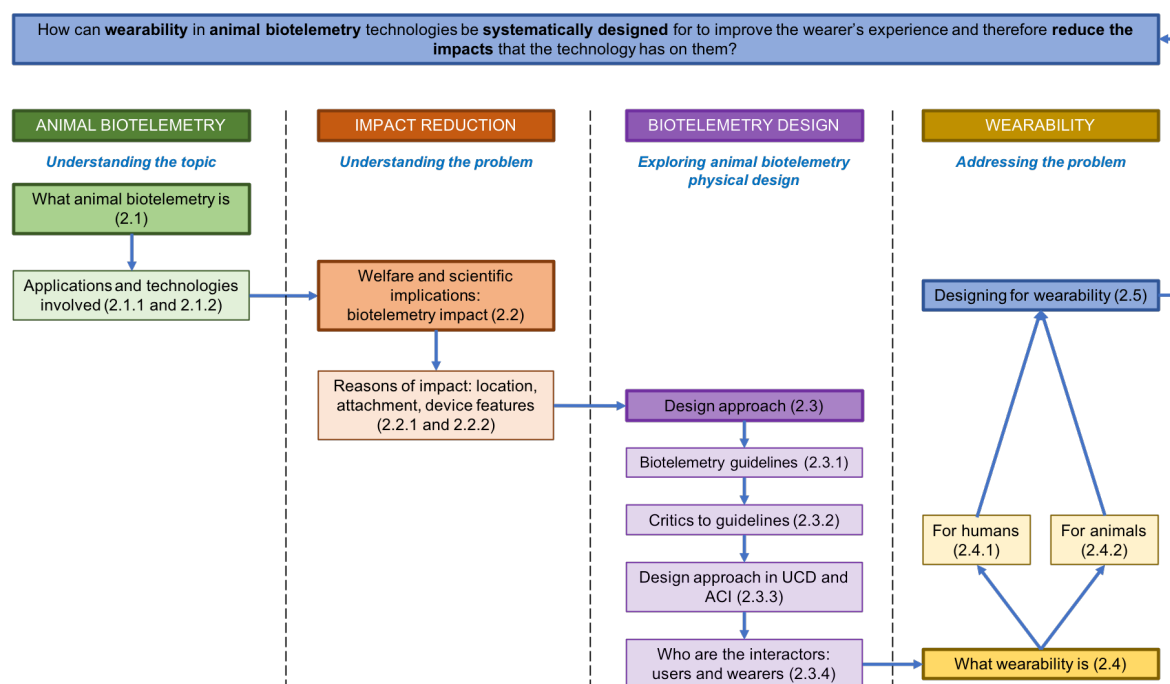 How can wearability in animal biotelemetry technologies be systematically designed for to improve the wearer's experience and therefore reduce the
impacts that the technology has on them?
ANIMAL BIOTELEMETRY
Understanding the topic
What animal biotelemetry is
(2.1)
Applications and technologies
involved (2.1.1 and 2.1.2)
IMPACT REDUCTION
Understanding the problem
Welfare and scientific
implications:
biotelemetry impact (2.2)
Reasons of impact: location,
attachment, device features
(2.2.1 and 2.2.2)
BIOTELEMETRY DESIGN
Exploring animal biotelemetry
physical design
Design approach (2.3)
Biotelemetry guidelines (2.3.1)
Critics to guidelines (2.3.2)
Design approach in UCD and
ACI (2.3.3)
Who are the interactors:
users and wearers (2.3.4)
WEARABILITY
Addressing the problem
Designing for wearability (2.5)
For humans
(2.4.1)
For animals
(2.4.2)
What wearability is (2.4)